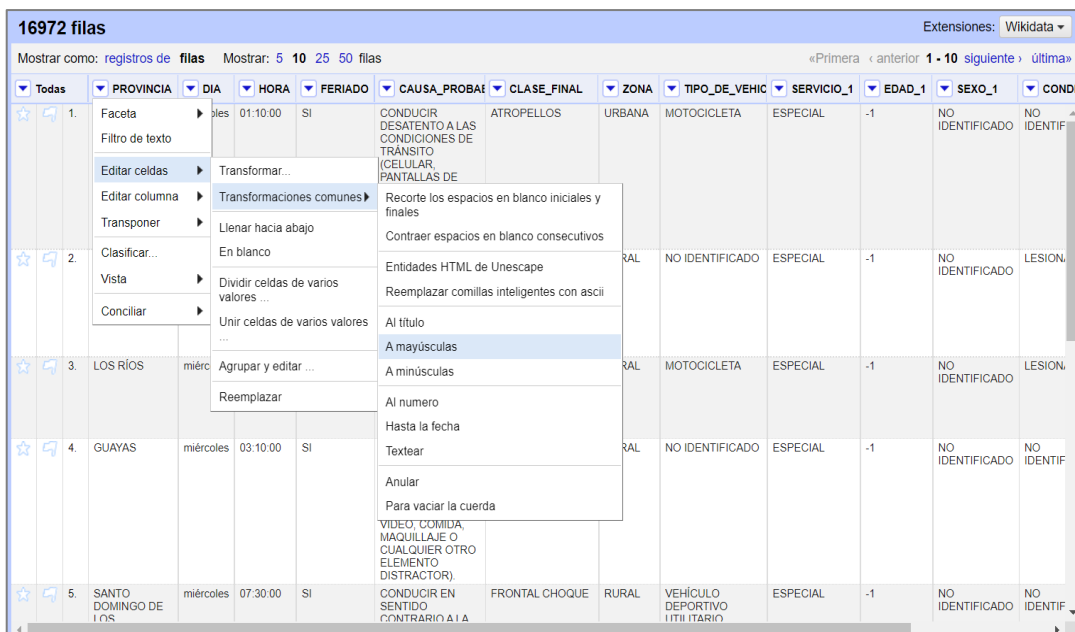 16972 filas
Extensiones: Wikidata
Mostrar como: registros de filas Mostrar: 5 10 25 50 filas
«Primera ‹ anterior 1 - 10 siguiente › última»
Todas PROVINCIA DIA HORA FERIADO CAUSA_PROBAE CLASE_FINAL ZONA TIPO_DE_VEHIC SERVICIO_1 EDAD_1 SEXO_1 CONDI
1. 01:10:00 SI CONDUCIR ATROPELLOS URBANA MOTOCICLETA ESPECIAL -1 NO NO
DESATENTO A LAS IDENTIFICADO IDENTIF
CONDICIONES DE
TRÁNSITO
(CELULAR,
PANTALLAS DE
Faceta
Filtro de texto
Editar celdas
Editar columna
Transponer
Clasificar...
Vista
Conciliar
Transformar...
Transformaciones comunes
Llenar hacia abajo
En blanco
Dividir celdas de varios
valores ...
Unir celdas de varios valores
...
Agrupar y editar ...
Reemplazar
Recorte los espacios en blanco iniciales y
finales
Contraer espacios en blanco consecutivos
Entidades HTML de Unescape
Reemplazar comillas inteligentes con ascii
Al título
A mayúsculas
A minúsculas
Al numero
Hasta la fecha
Textear
Anular
Para vaciar la cuerda
2. RAL NO IDENTIFICADO ESPECIAL -1 NO LESION
IDENTIFICADO
3. LOS RÍOS miérc RAL MOTOCICLETA ESPECIAL -1 NO LESION
IDENTIFICADO
4. GUAYAS miércoles 03:10:00 SI RAL NO IDENTIFICADO ESPECIAL -1 NO NO
IDENTIFICADO IDENTIF
VIDEO, COMIDA,
MAQUILLAJE O
CUALQUIER OTRO
ELEMENTO
DISTRACTOR).
5. SANTO miércoles 07:30:00 SI CONDUCIR EN FRONTAL CHOQUE RURAL VEHÍCULO ESPECIAL -1 NO NO
DOMINGO DE SENTIDO DEPORTIVO IDENTIFICADO IDENTIF
LOS CONTRARIO A LA UTILITARIO